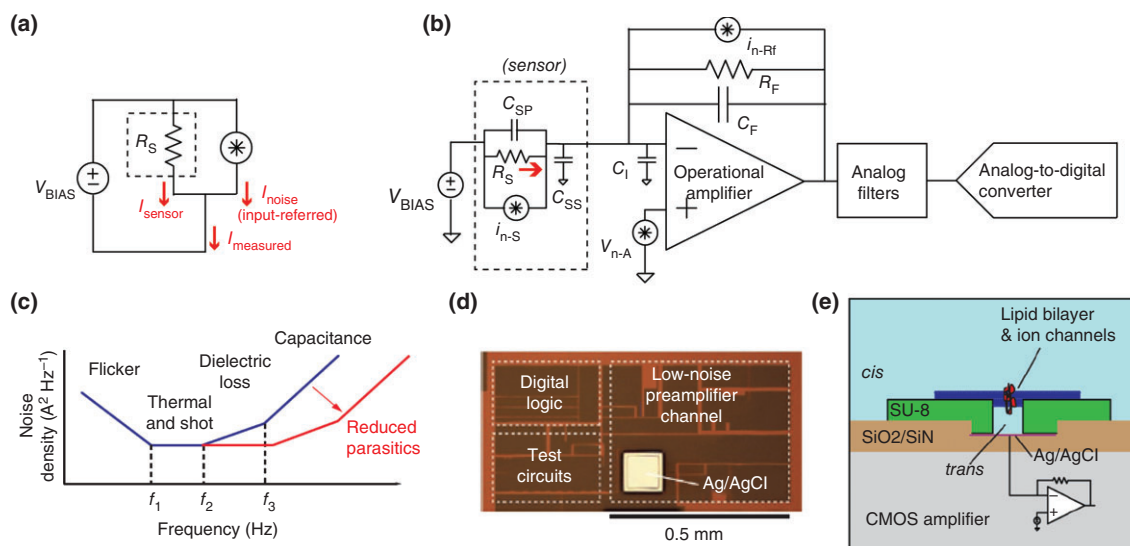 (a)
R_S
V_BIAS
I_sensor
I_noise
(input-referred)
I_measured
(b)
(sensor)
C_SP
R_S
V_BIAS
i_n-S
C_SS
i_n-Rf
R_F
C_F
C_I
−
Operational
amplifier
+
V_n-A
Analog
filters
Analog-to-digital
converter
(c)
Noise
density (A² Hz⁻¹)
Flicker
Thermal
and shot
Dielectric
loss
Capacitance
Reduced
parasitics
f₁
f₂
f₃
Frequency (Hz)
(d)
Digital
logic
Low-noise
preamplifier
channel
Test
circuits
Ag/AgCl
0.5 mm
(e)
Lipid bilayer
& ion channels
cis
SU-8
SiO2/SiN
trans
Ag/AgCl
CMOS amplifier